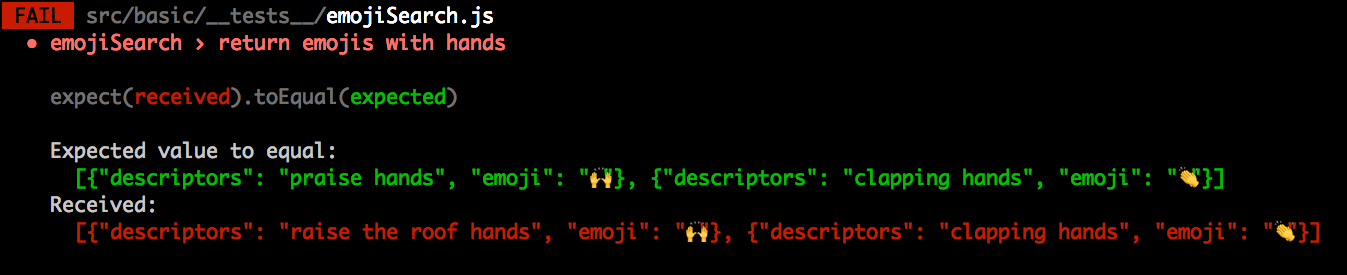 FAIL src/basic/__tests__/emojiSearch.js
● emojiSearch › return emojis with hands
expect(received).toEqual(expected)
Expected value to equal:
[{"descriptors": "praise hands", "emoji": "🙌"}, {"descriptors": "clapping hands", "emoji": "👏"}]
Received:
[{"descriptors": "raise the roof hands", "emoji": "🙌"}, {"descriptors": "clapping hands", "emoji": "👏"}]